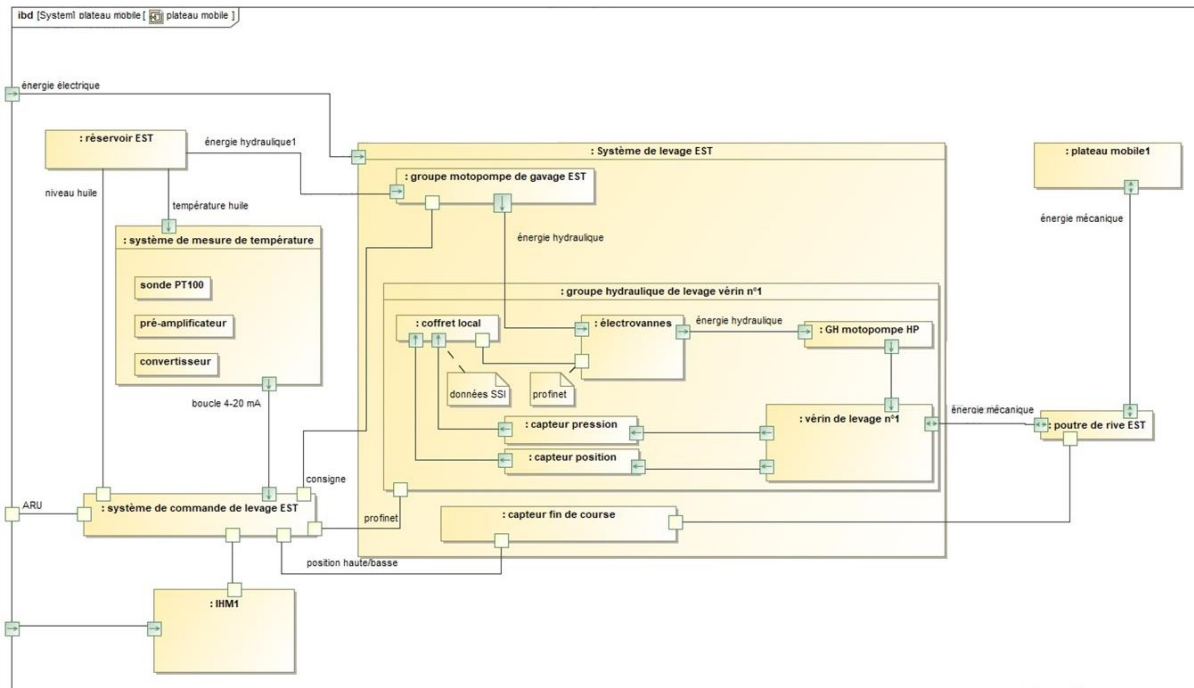 ibd [System] plateau mobile [ plateau mobile ]
énergie électrique
: réservoir EST
énergie hydraulique1
: Système de levage EST
: plateau mobile1
: groupe motopompe de gavage EST
niveau huile
température huile
énergie mécanique
: système de mesure de température
énergie hydraulique
sonde PT100
: groupe hydraulique de levage vérin n°1
pré-amplificateur
: coffret local
: électrovannes
énergie hydraulique
: GH motopompe HP
convertisseur
données SSI
profinet
boucle 4-20 mA
: vérin de levage n°1
énergie mécanique
: capteur pression
: poutre de rive EST
: capteur position
consigne
ARU
: système de commande de levage EST
profinet
: capteur fin de course
position haute/basse
: IHM1